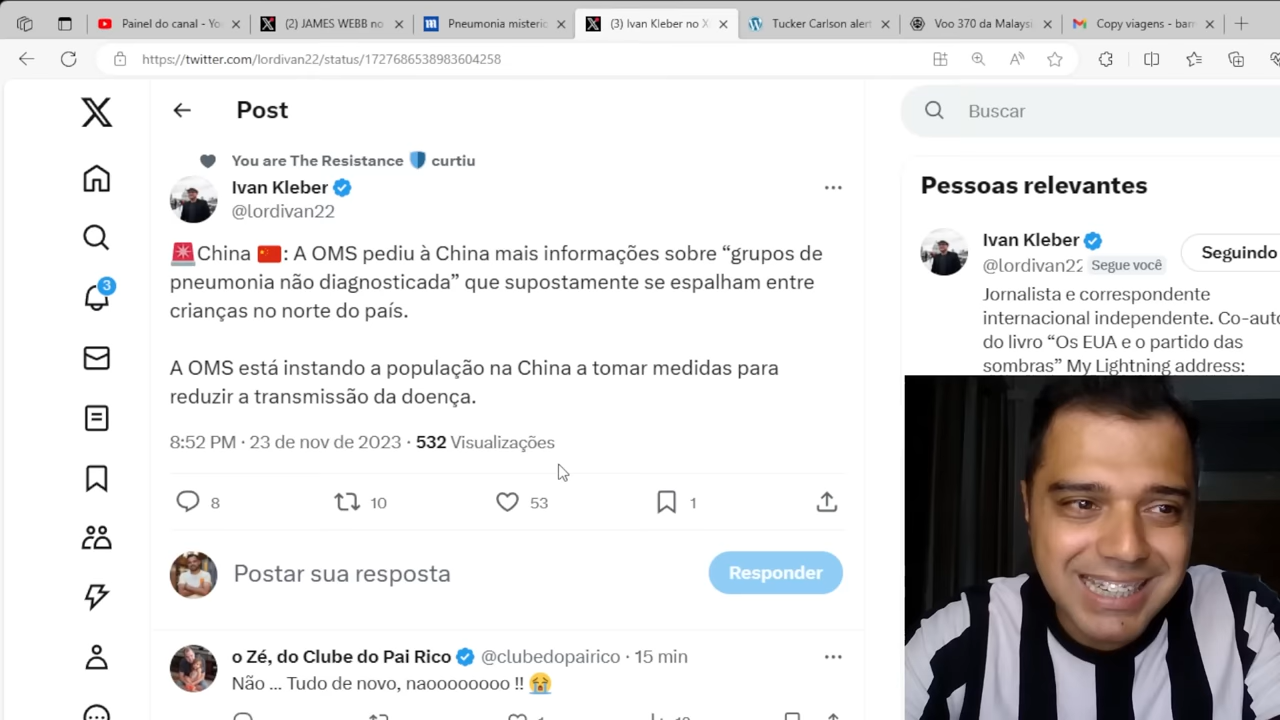 Painel do canal - Yo
(2) JAMES WEBB no
Pneumonia misteri
(3) Ivan Kleber no X
Tucker Carlson alert
Voo 370 da Malays
Copy viagens - barr
https://twitter.com/lordivan22/status/1727686538983604258
Post
Buscar
You are The Resistance 🛡️ curtiu
Ivan Kleber
@lordivan22
🚨China 🇨🇳: A OMS pediu à China mais informações sobre “grupos de
pneumonia não diagnosticada” que supostamente se espalham entre
crianças no norte do país.
A OMS está instando a população na China a tomar medidas para
reduzir a transmissão da doença.
8:52 PM · 23 de nov de 2023 · 532 Visualizações
8 10 53 1
3
Postar sua resposta
Responder
o Zé, do Clube do Pai Rico @clubedopairico · 15 min
Não ... Tudo de novo, naoooooooo !! 😭
Pessoas relevantes
Ivan Kleber
@lordivan22 Segue você
Seguindo
Jornalista e correspondente
internacional independente. Co-auto
do livro “Os EUA e o partido das
sombras” My Lightning address: